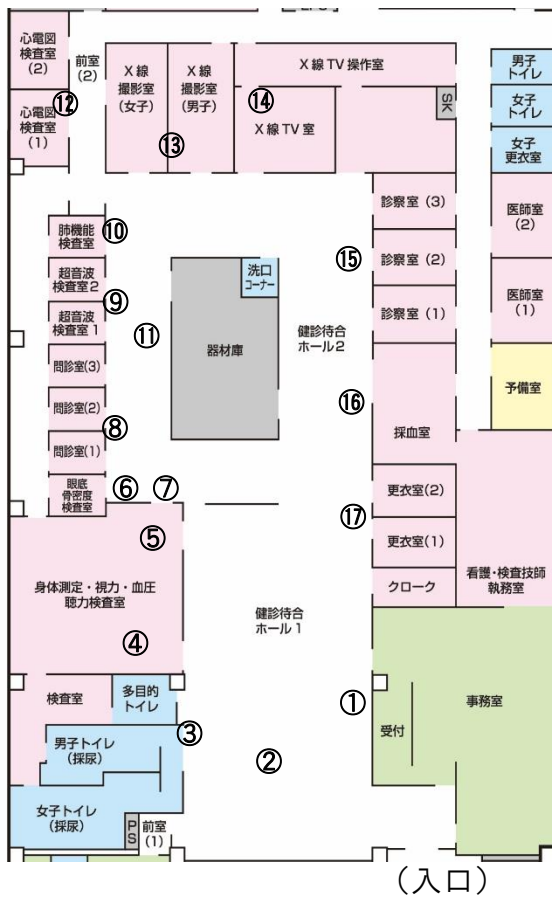 心電図
検査室
(2)
前室
(2)
X線
撮影室
(女子)
X線
撮影室
(男子)
X線TV操作室
男子
トイレ
⑫
心電図
検査室
(1)
⑬
⑭
X線TV室
SK
女子
トイレ
女子
更衣室
診察室(3)
医師室
(2)
肺機能
検査室
⑩
超音波
検査室2
洗口
コーナー
⑮
診察室(2)
⑨
超音波
検査室1
⑪
器材庫
健診待合
ホール2
診察室(1)
医師室
(1)
問診室(3)
問診室(2)
⑧
問診室(1)
⑯
採血室
予備室
眼底
骨密度
検査室
⑥
⑦
更衣室(2)
⑤
⑰
更衣室(1)
身体測定・視力・血圧
聴力検査室
クローク
看護・検査技師
執務室
④
健診待合
ホール1
検査室
多目的
トイレ
①
受付
事務室
男子トイレ
(採尿)
③
②
女子トイレ
(採尿)
PS
前室
(1)
(入口)